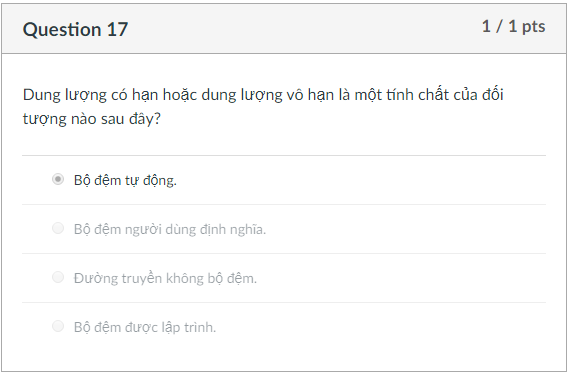 Question 17
1 / 1 pts
Dung lượng có hạn hoặc dung lượng vô hạn là một tính chất của đối
tượng nào sau đây?
Bộ đệm tự động.
Bộ đệm người dùng định nghĩa.
Đường truyền không bộ đệm.
Bộ đệm được lập trình.